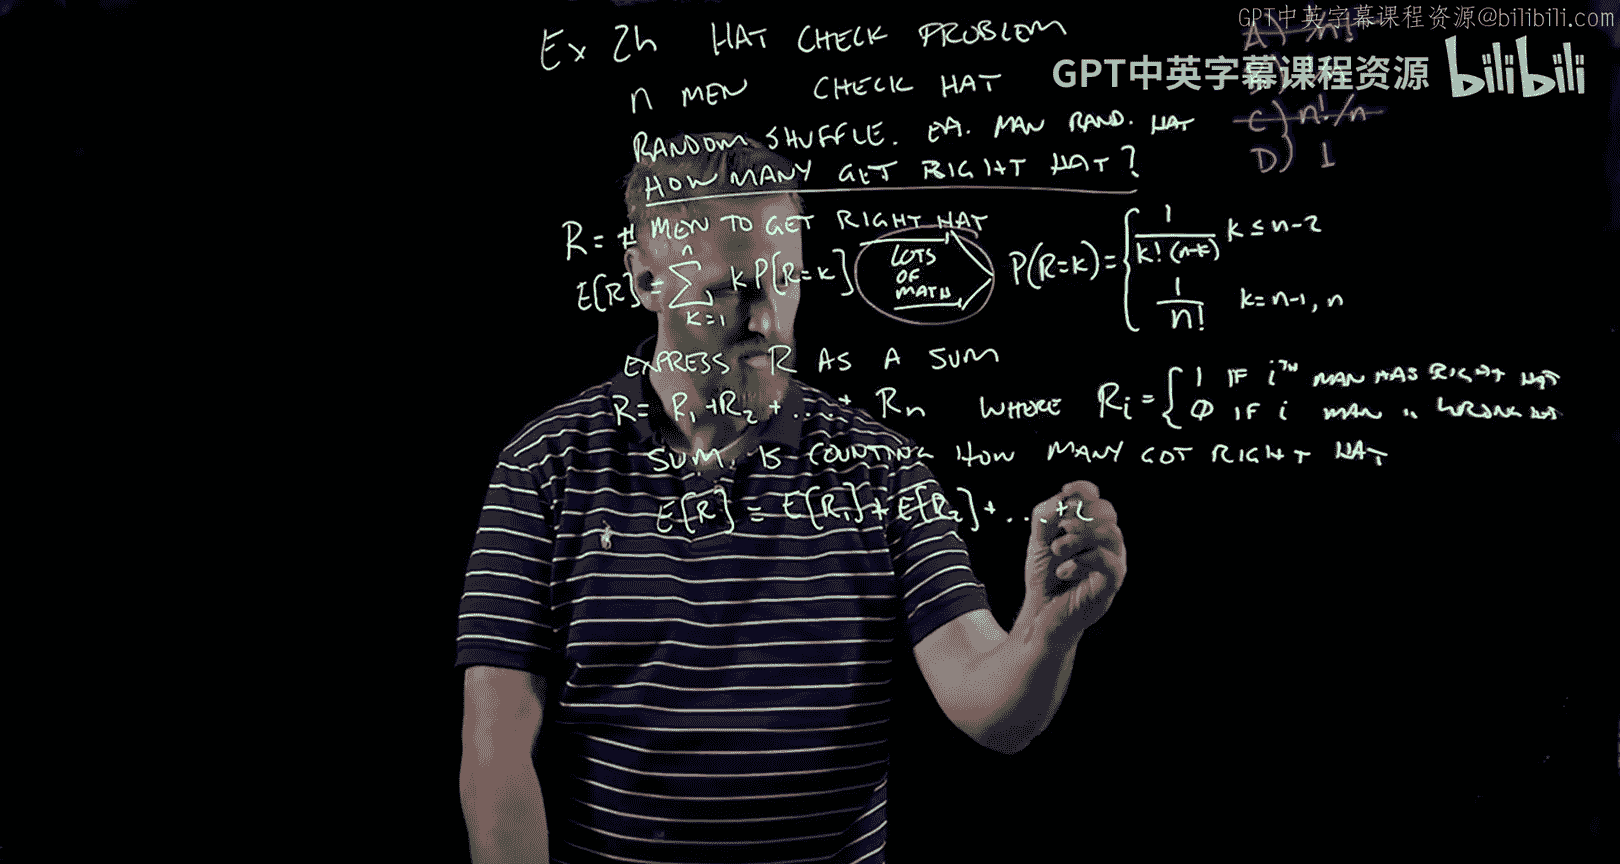 GPT中英字幕课程资源@bilibili.com
GPT中英字幕课程资源 bilibili
Ex 2h HAT CHECK PROBLEM
n MEN CHECK HAT
RANDOM SHUFFLE. EA. MAN RAND. HAT
HOW MANY GET RIGHT HAT?
A) n!
C) n!/n
D) 1
R = # MEN TO GET RIGHT HAT
E[R] = n ∑ k=1 k P[R=k] LOTS OF MATH P(R=k) = { 1 / k!(n-k) k ≤ n-2
1 / n! k = n-1, n
EXPRESS R AS A SUM
R = R₁ + R₂ + .... + Rn WHERE Ri = { 1 IF iTH MAN HAS RIGHT HAT
0 IF i MAN " WRONG HAT
SUM IS COUNTING HOW MANY GOT RIGHT HAT
E[R] = E[R₁] + E[R₂] + ... +